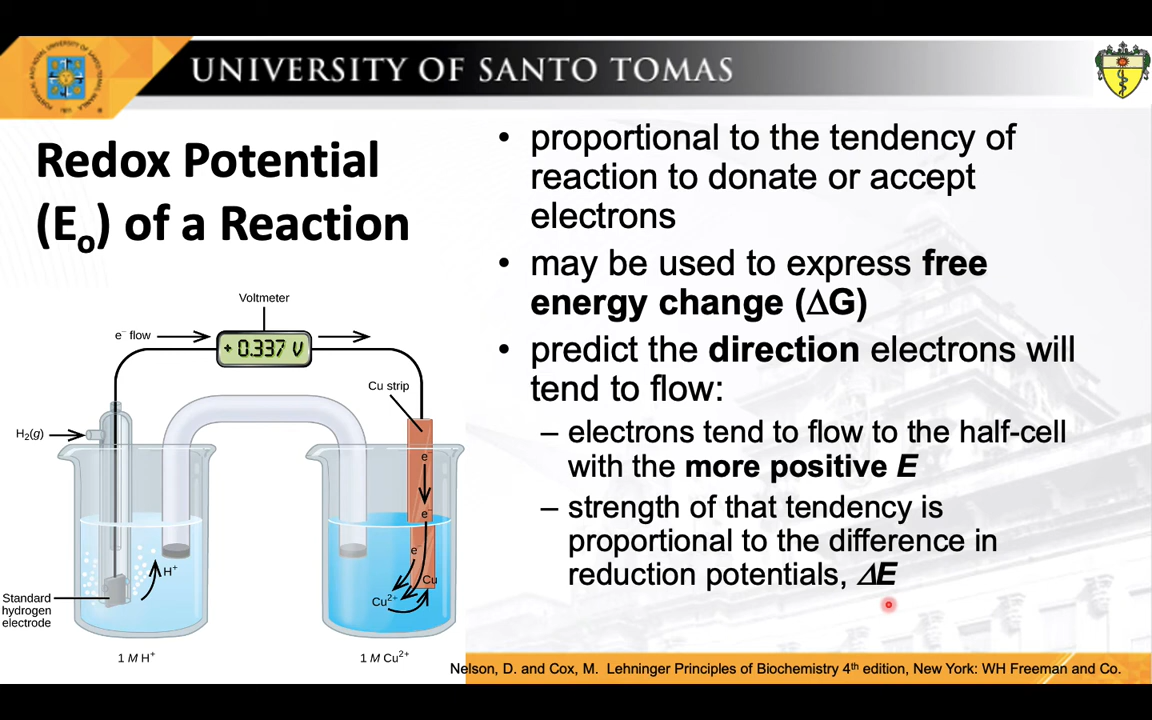 UNIVERSITY OF SANTO TOMAS
Redox Potential
(Eo) of a Reaction
• proportional to the tendency of
reaction to donate or accept
electrons
• may be used to express free
energy change (ΔG)
• predict the direction electrons will
tend to flow:
– electrons tend to flow to the half-cell
with the more positive E
– strength of that tendency is
proportional to the difference in
reduction potentials, ΔE
Voltmeter
e⁻ flow
+ 0.337 V
Cu strip
H₂(g)
e⁻
e⁻
e⁻
H⁺
Cu
Cu²⁺
Standard
hydrogen
electrode
1 M H⁺
1 M Cu²⁺
Nelson, D. and Cox, M. Lehninger Principles of Biochemistry 4th edition, New York: WH Freeman and Co.